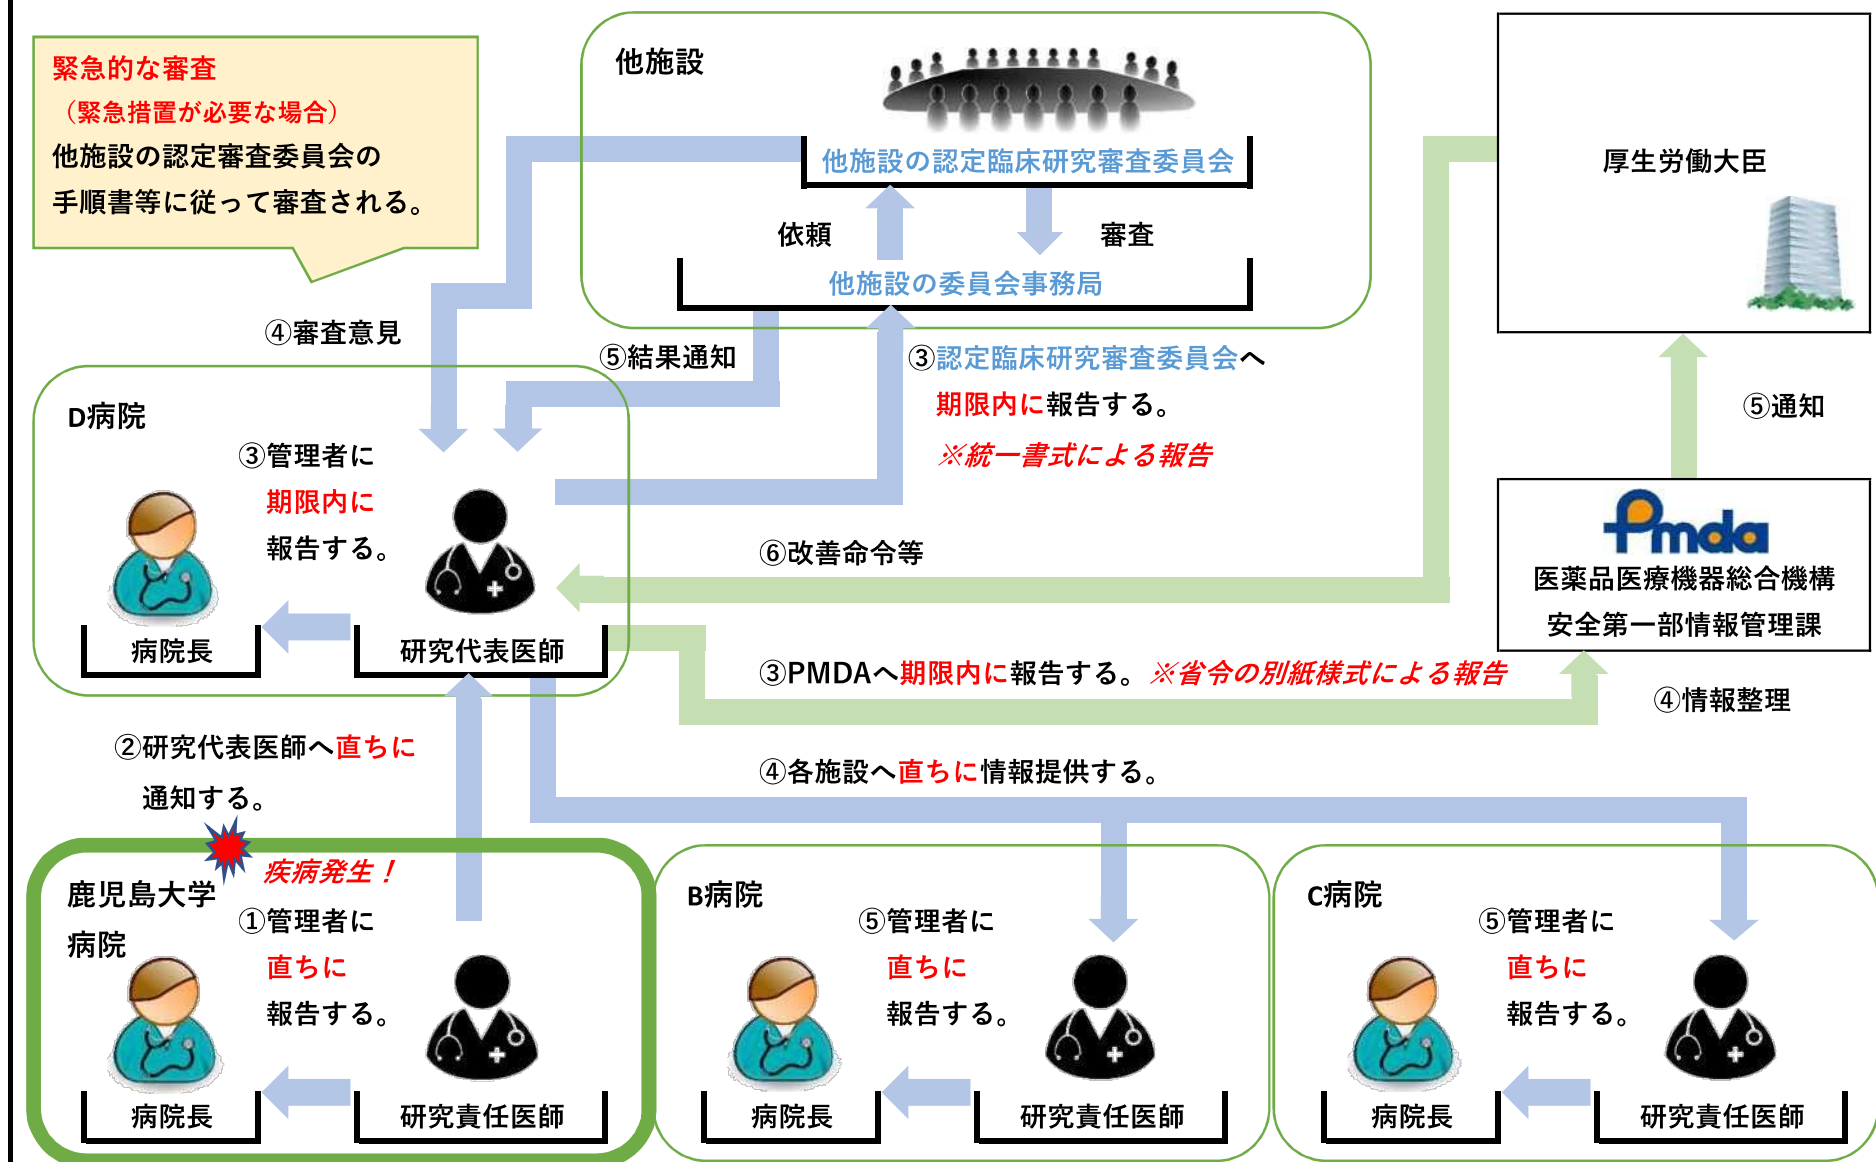 緊急的な審査
（緊急措置が必要な場合）
他施設の認定審査委員会の
手順書等に従って審査される。
他施設
他施設の認定臨床研究審査委員会
依頼
審査
他施設の委員会事務局
厚生労働大臣
④審査意見
⑤結果通知
③認定臨床研究審査委員会へ
期限内に報告する。
※統一書式による報告
⑤通知
D病院
③管理者に
期限内に
報告する。
病院長
研究代表医師
⑥改善命令等
Pmda
医薬品医療機器総合機構
安全第一部情報管理課
③PMDAへ期限内に報告する。※省令の別紙様式による報告
④情報整理
②研究代表医師へ直ちに
通知する。
④各施設へ直ちに情報提供する。
疾病発生！
鹿児島大学
病院
①管理者に
直ちに
報告する。
病院長
研究責任医師
B病院
⑤管理者に
直ちに
報告する。
病院長
研究責任医師
C病院
⑤管理者に
直ちに
報告する。
病院長
研究責任医師